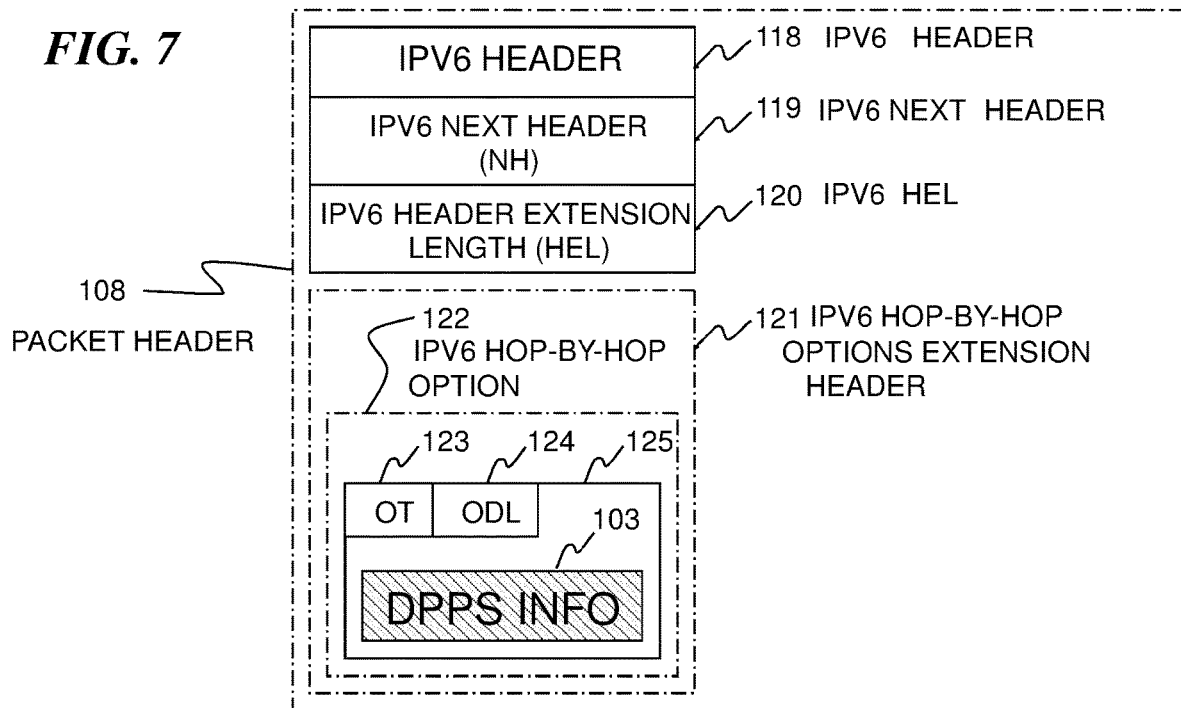 FIG. 7
IPV6 HEADER
118 IPV6 HEADER
IPV6 NEXT HEADER
(NH)
119 IPV6 NEXT HEADER
IPV6 HEADER EXTENSION
LENGTH (HEL)
120 IPV6 HEL
108
PACKET HEADER
122
IPV6 HOP-BY-HOP
OPTION
121 IPV6 HOP-BY-HOP
OPTIONS EXTENSION
HEADER
123
124
125
OT
ODL
103
DPPS INFO